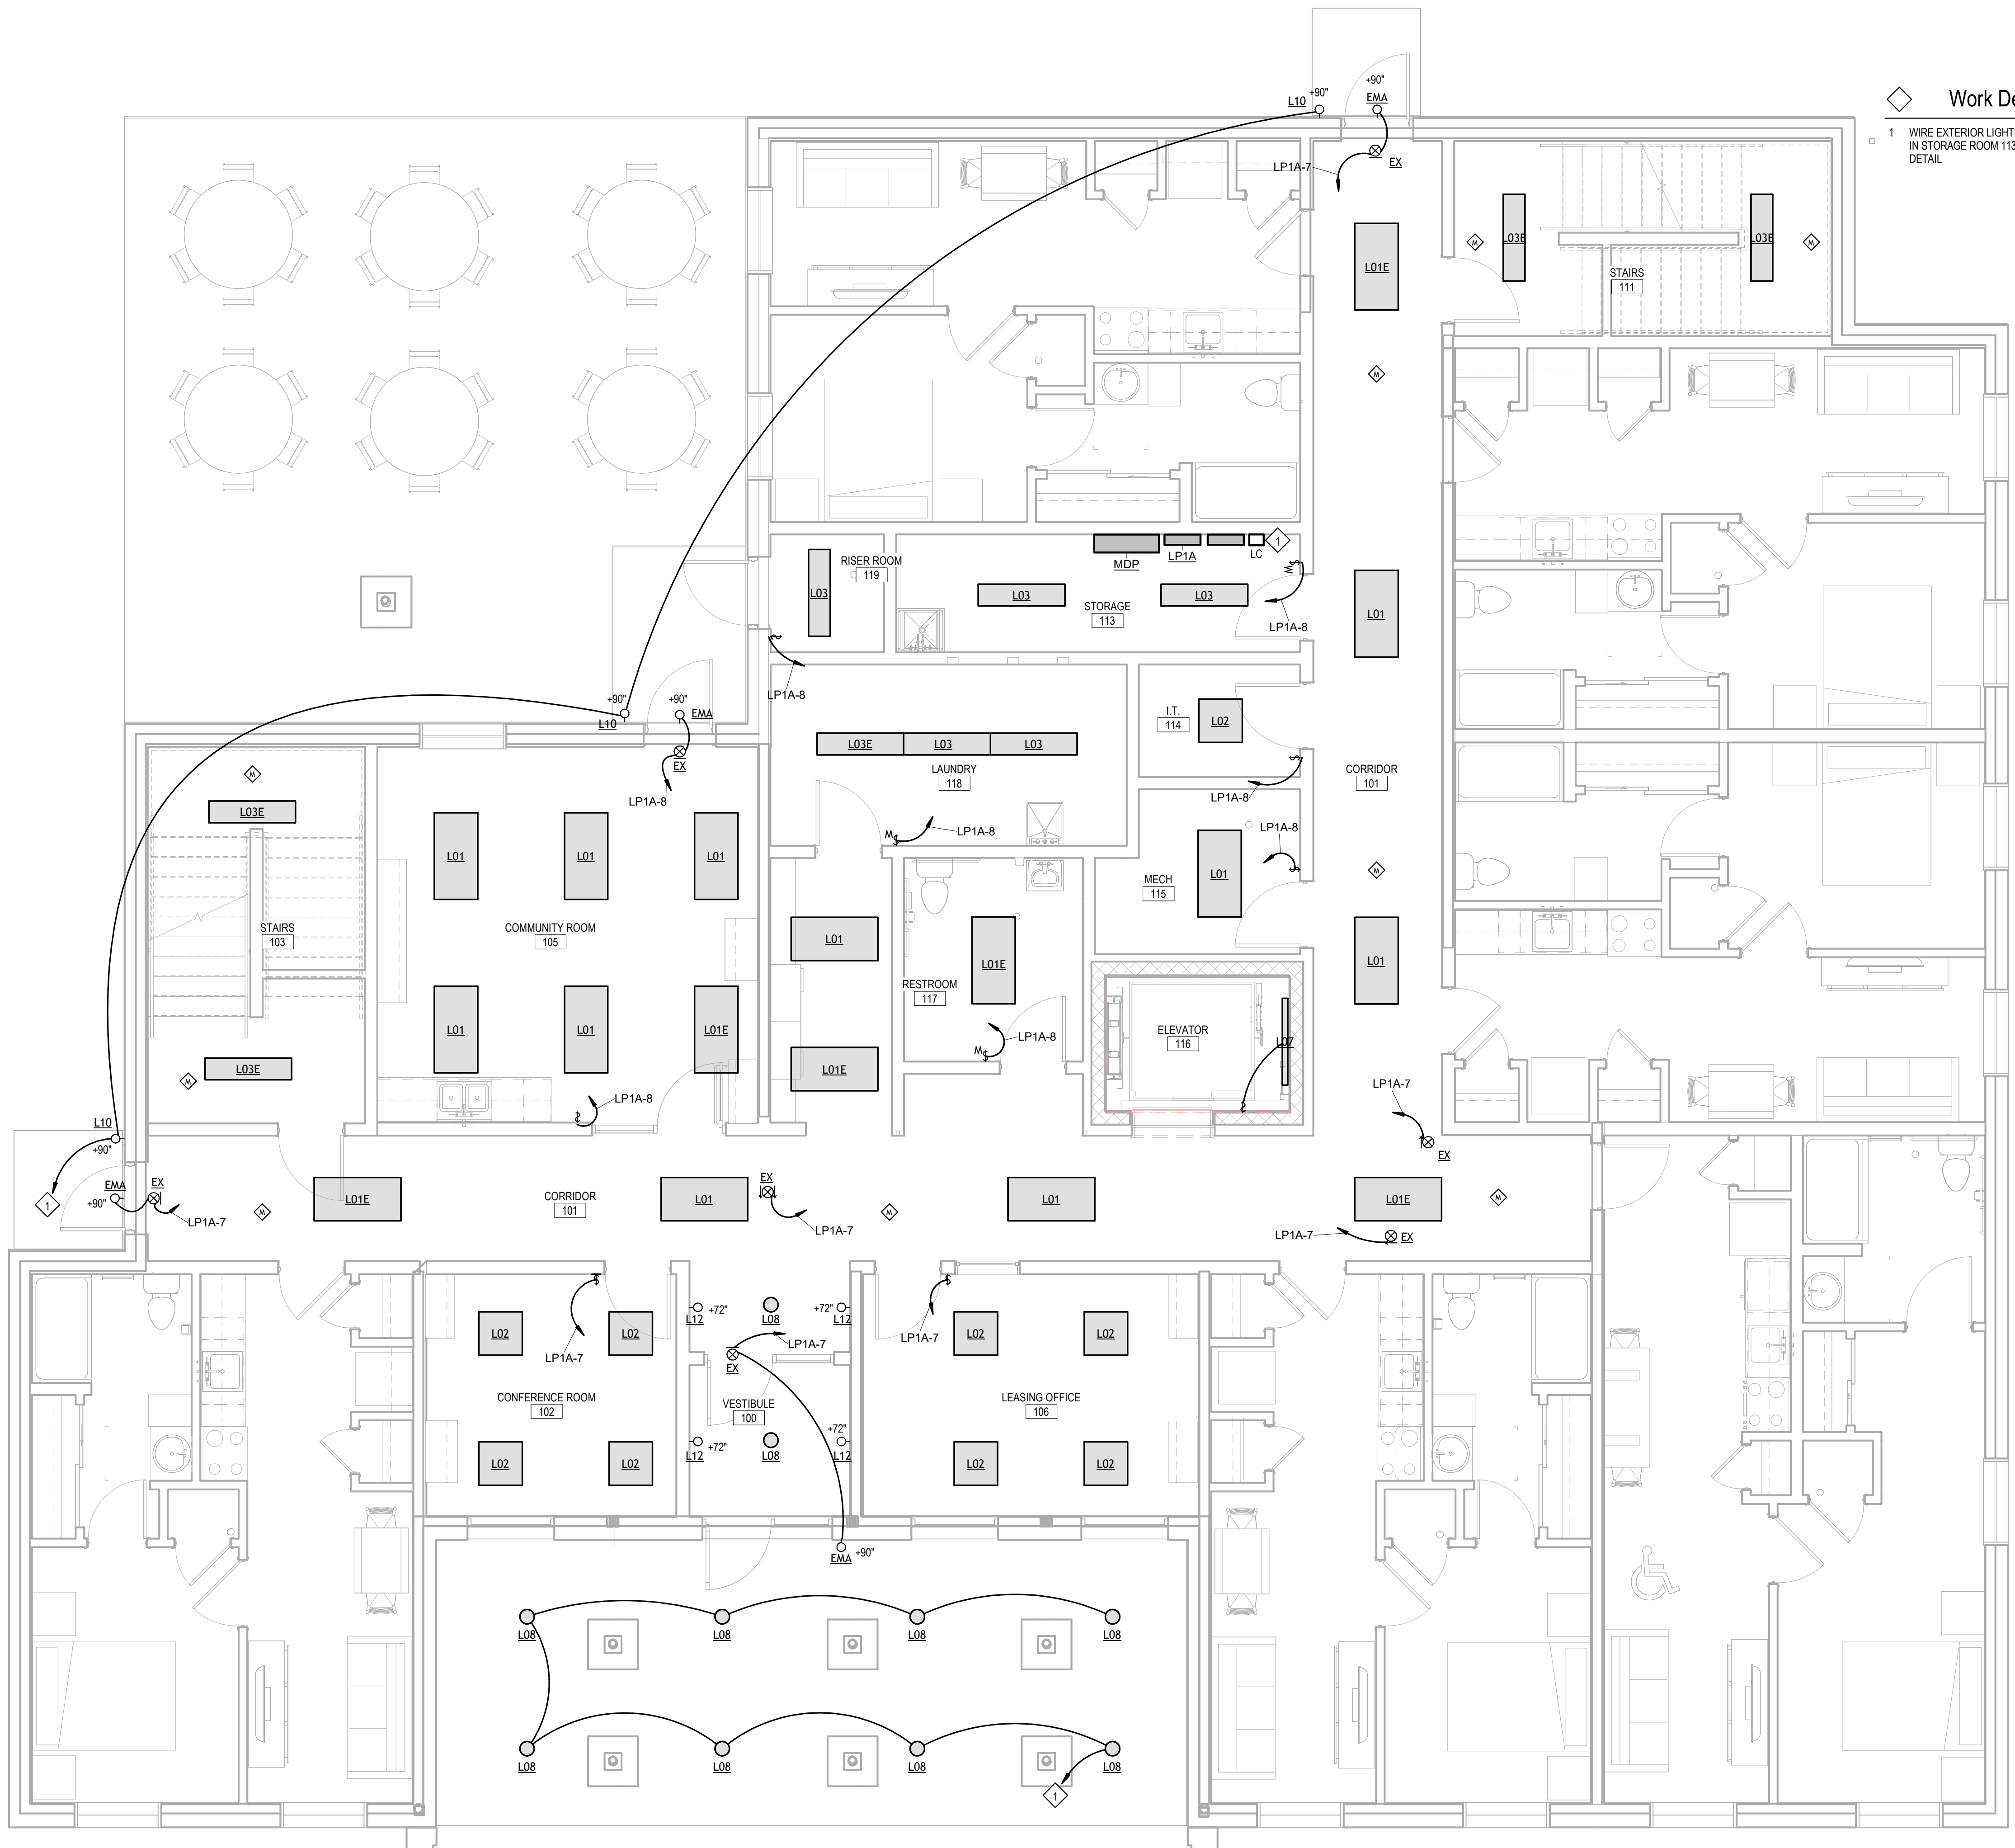 +90"
+90"
L10
EMA
Work De
1 WIRE EXTERIOR LIGHT
IN STORAGE ROOM 113
DETAIL
LP1A-7
EX
L01E
M
L03E
L03E
M
STAIRS
111
M
RISER ROOM
119
L03
MDP
LP1A
LC
1
M
L03
L03
STORAGE
113
LP1A-8
L01
LP1A-8
+90"
+90"
L10
EMA
EX
LP1A-8
I.T.
114
L02
L03E
L03
L03
LAUNDRY
118
CORRIDOR
101
LP1A-8
M
L03E
L01
L01
L01
M
LP1A-8
LP1A-8
MECH
115
L01
M
STAIRS
103
COMMUNITY ROOM
105
L01
L01E
L01
RESTROOM
117
L01
L01
L01E
ELEVATOR
116
L07
M
LP1A-8
L03E
M
L01E
LP1A-8
LP1A-7
L10
+90"
EX
EMA
+90"
EX
EX
1
LP1A-7
M
L01E
CORRIDOR
101
L01
LP1A-7
M
L01
L01E
M
LP1A-7
EX
L02
L02
LP1A-7
+72"
L12
L08
+72"
L12
LP1A-7
EX
LP1A-7
L02
L02
CONFERENCE ROOM
102
VESTIBULE
100
LEASING OFFICE
106
L02
L02
L12
+72"
L08
+72"
L12
L02
L02
EMA
+90"
L08
L08
L08
L08
L08
L08
L08
L08
1